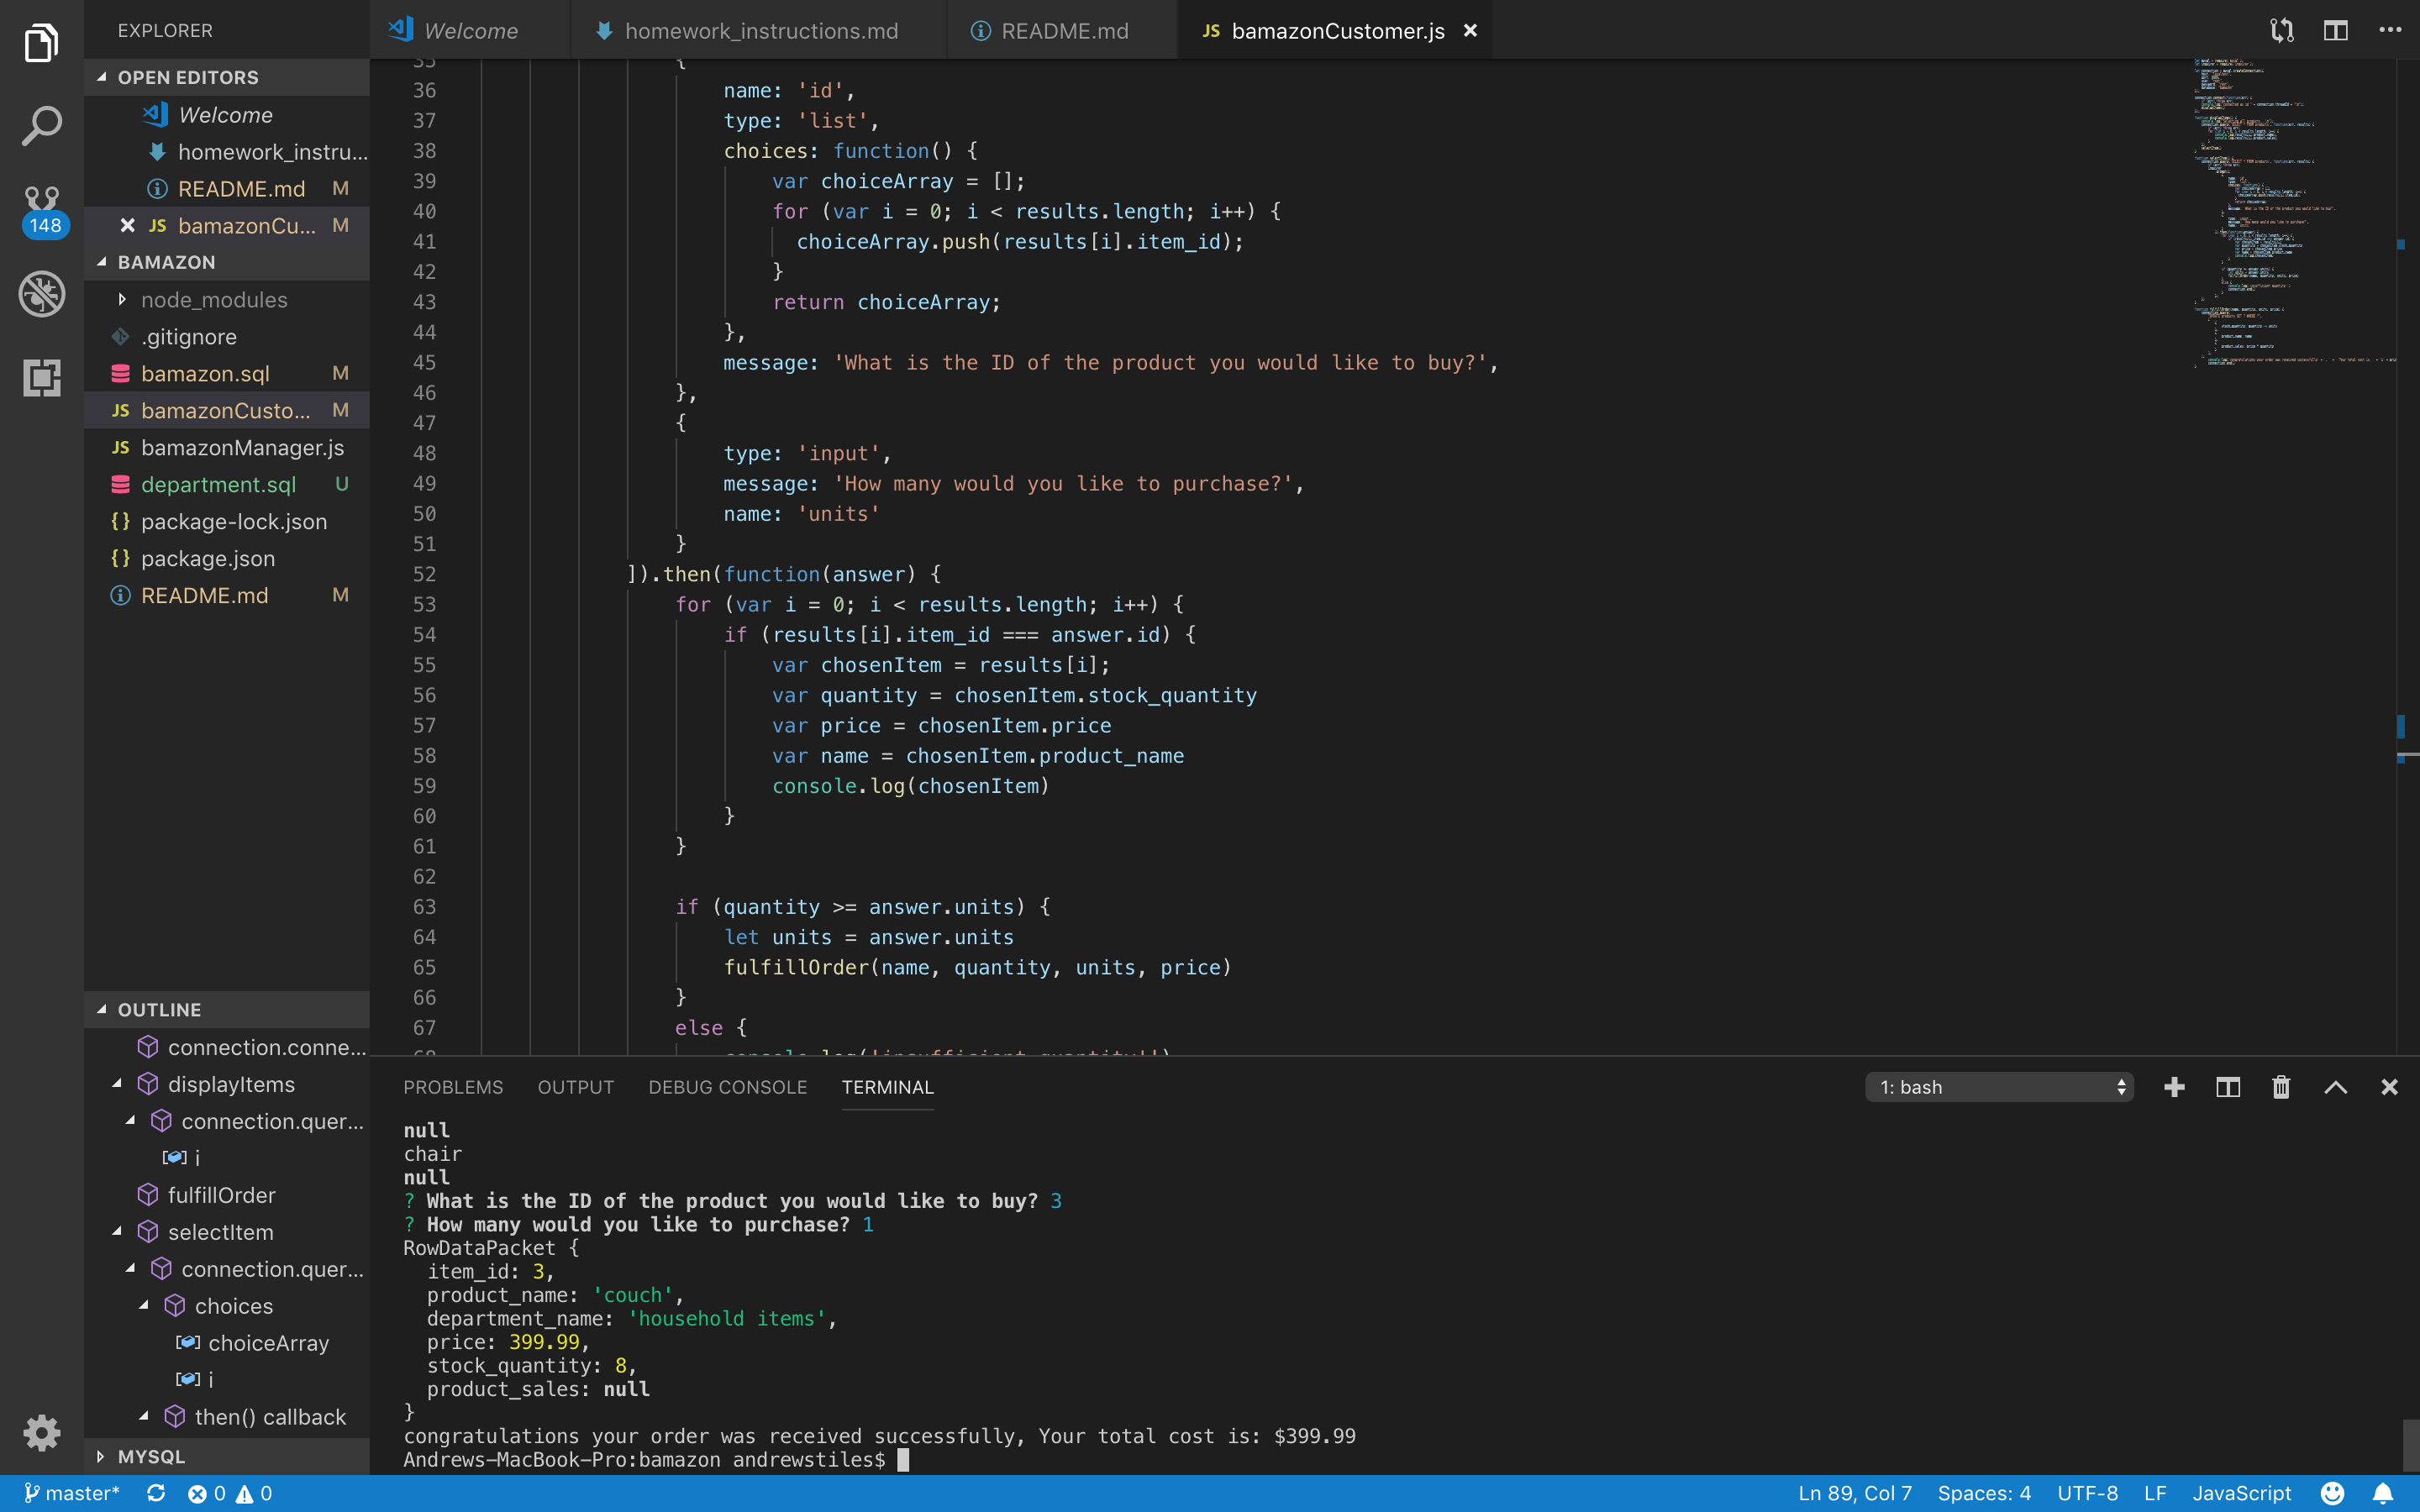 EXPLORER
Welcome
homework_instructions.md
README.md
JS bamazonCustomer.js
OPEN EDITORS
Welcome
homework_instru...
README.md M
JS bamazonCu... M
148
BAMAZON
node_modules
.gitignore
bamazon.sql M
JS bamazonCusto... M
JS bamazonManager.js
department.sql U
{} package-lock.json
{} package.json
README.md M
OUTLINE
connection.conne...
displayItems
connection.quer...
i
fulfillOrder
selectItem
connection.quer...
choices
choiceArray
i
then() callback
MYSQL
35 {
36 name: 'id',
37 type: 'list',
38 choices: function() {
39 var choiceArray = [];
40 for (var i = 0; i < results.length; i++) {
41 choiceArray.push(results[i].item_id);
42 }
43 return choiceArray;
44 },
45 message: 'What is the ID of the product you would like to buy?',
46 },
47 {
48 type: 'input',
49 message: 'How many would you like to purchase?',
50 name: 'units'
51 }
52 ]).then(function(answer) {
53 for (var i = 0; i < results.length; i++) {
54 if (results[i].item_id === answer.id) {
55 var chosenItem = results[i];
56 var quantity = chosenItem.stock_quantity
57 var price = chosenItem.price
58 var name = chosenItem.product_name
59 console.log(chosenItem)
60 }
61 }
62
63 if (quantity >= answer.units) {
64 let units = answer.units
65 fulfillOrder(name, quantity, units, price)
66 }
67 else {
68 console.log('insufficient quantity!')
PROBLEMS OUTPUT DEBUG CONSOLE TERMINAL 1: bash
null
chair
null
? What is the ID of the product you would like to buy? 3
? How many would you like to purchase? 1
RowDataPacket {
item_id: 3,
product_name: 'couch',
department_name: 'household items',
price: 399.99,
stock_quantity: 8,
product_sales: null
}
congratulations your order was received successfully, Your total cost is: $399.99
Andrews-MacBook-Pro:bamazon andrewstiles$
master* 0 0 Ln 89, Col 7 Spaces: 4 UTF-8 LF JavaScript